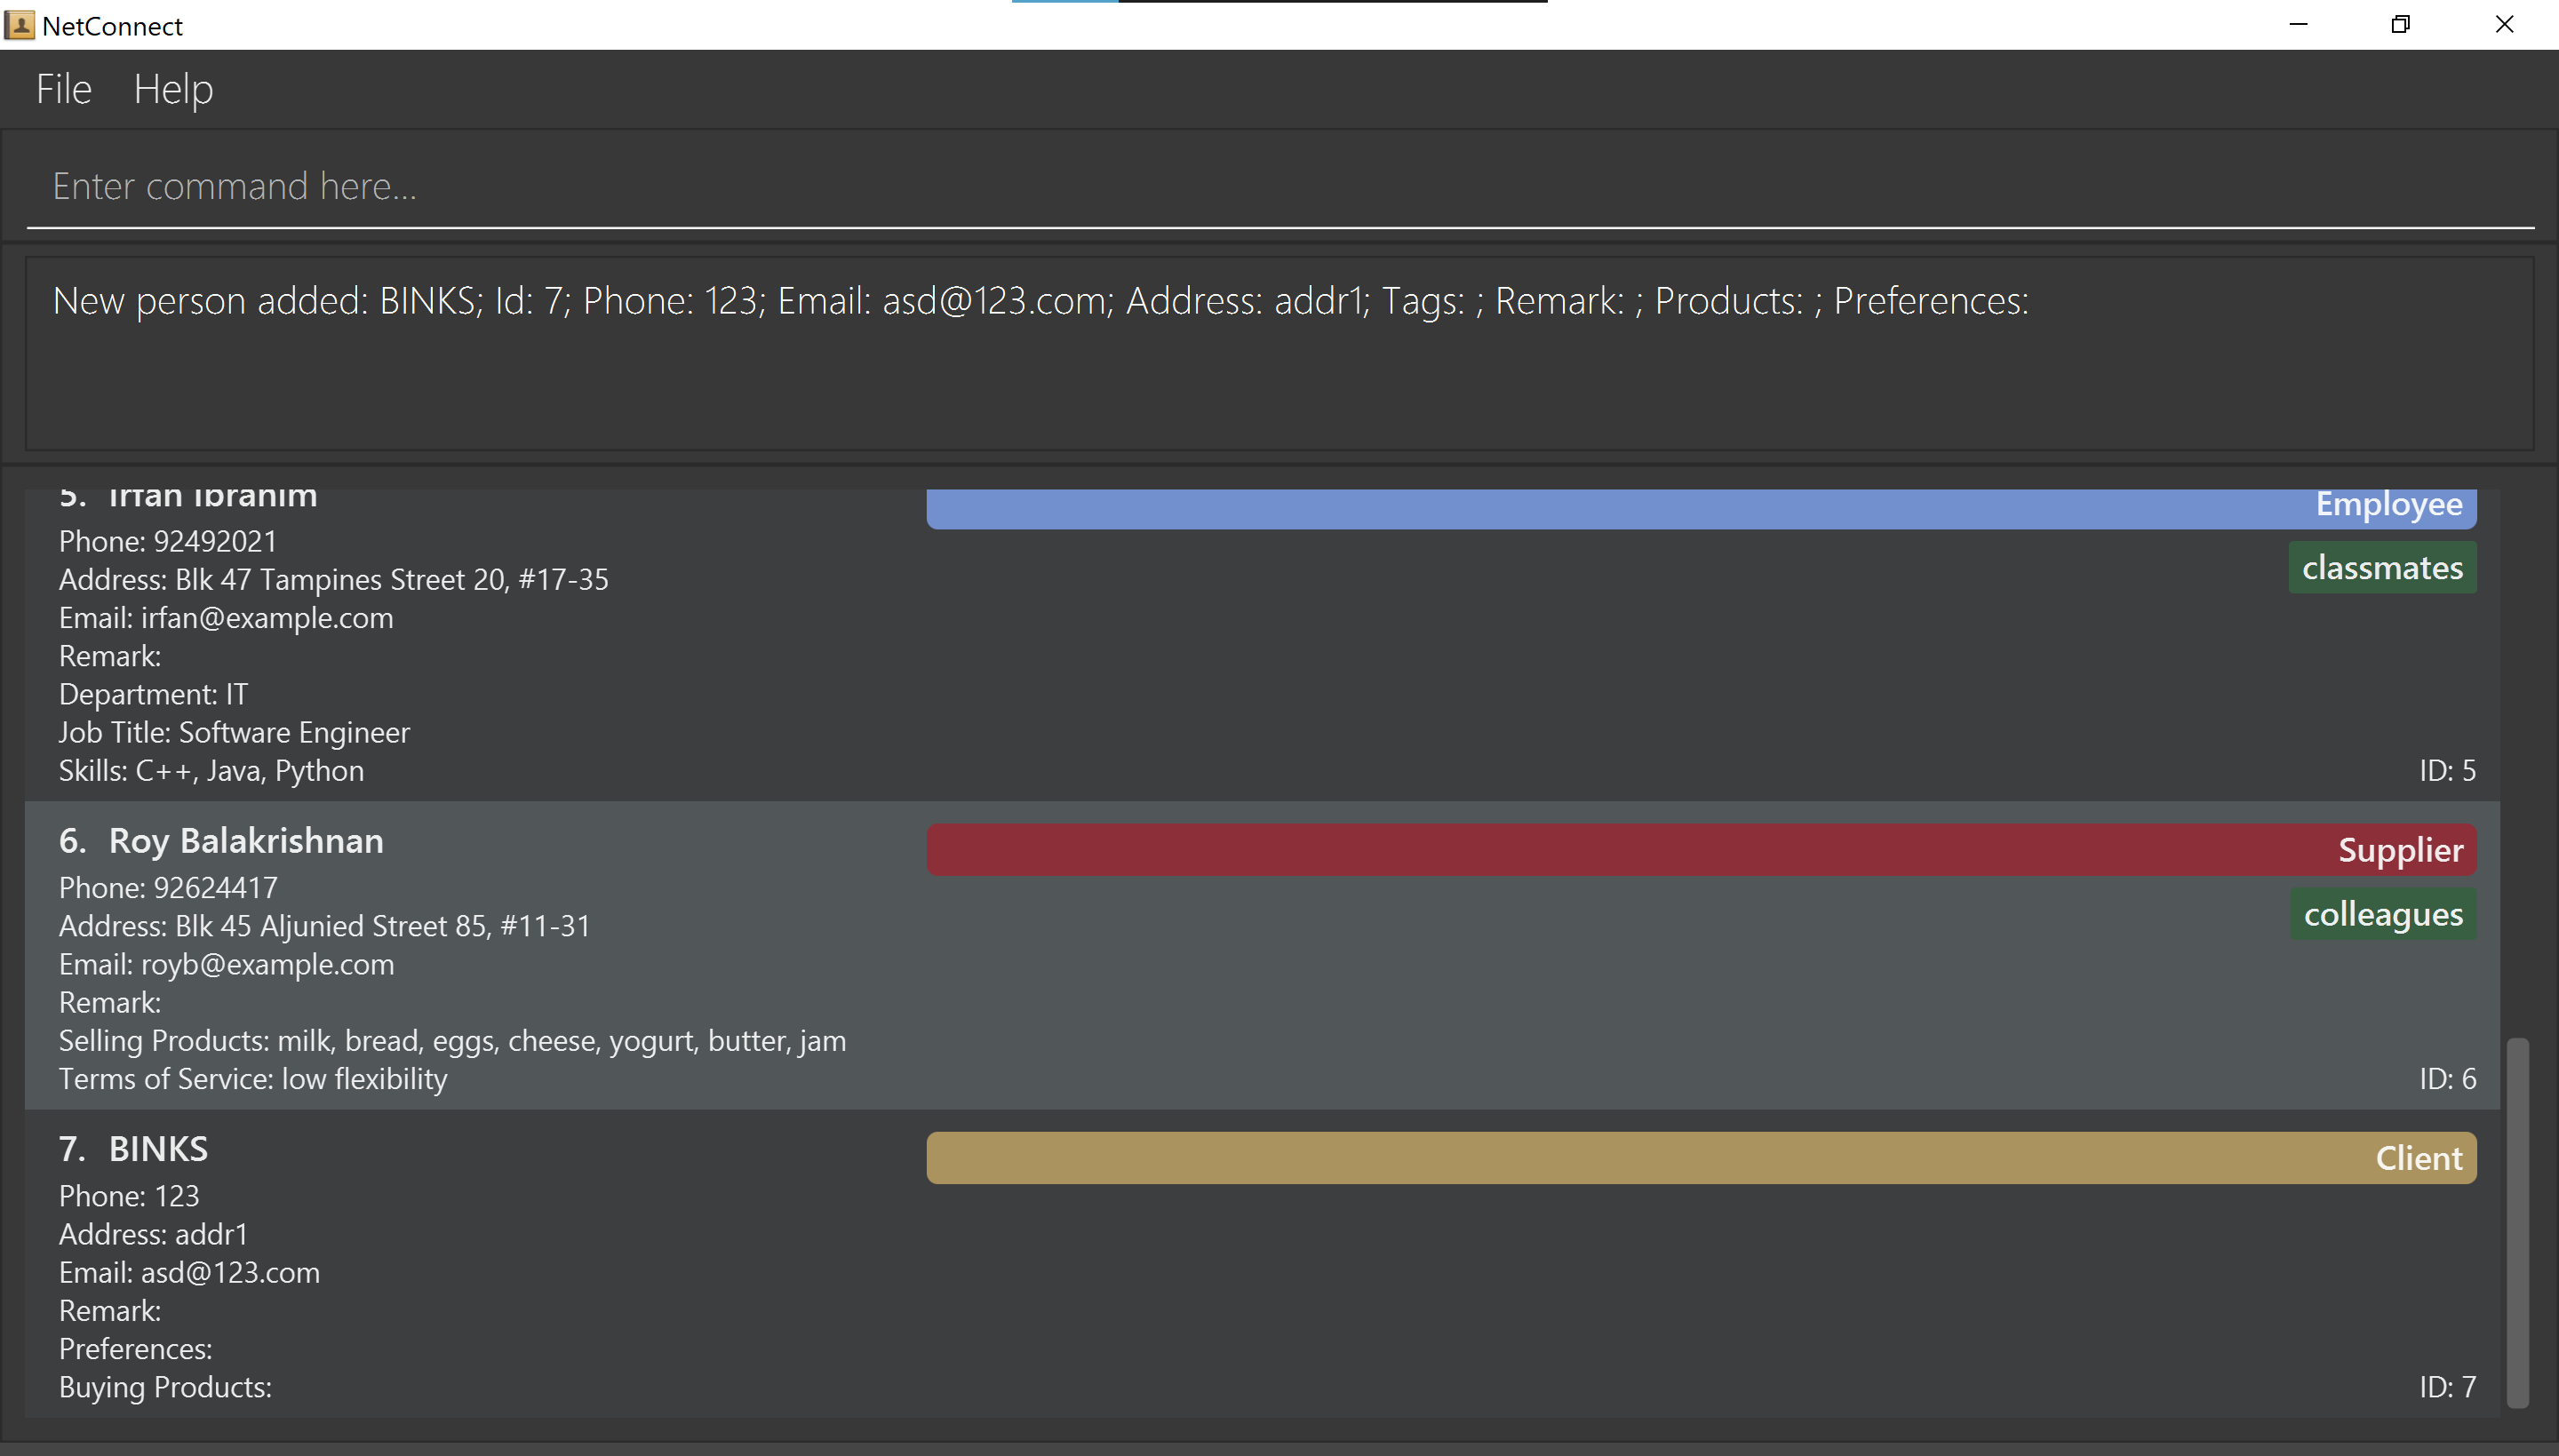 NetConnect
File Help
Enter command here...
New person added: BINKS; Id: 7; Phone: 123; Email: asd@123.com; Address: addr1; Tags: ; Remark: ; Products: ; Preferences:
5. Irfan Ibrahim
Employee
Phone: 92492021
classmates
Address: Blk 47 Tampines Street 20, #17-35
Email: irfan@example.com
Remark:
Department: IT
Job Title: Software Engineer
Skills: C++, Java, Python
ID: 5
6. Roy Balakrishnan
Supplier
Phone: 92624417
colleagues
Address: Blk 45 Aljunied Street 85, #11-31
Email: royb@example.com
Remark:
Selling Products: milk, bread, eggs, cheese, yogurt, butter, jam
Terms of Service: low flexibility
ID: 6
7. BINKS
Client
Phone: 123
Address: addr1
Email: asd@123.com
Remark:
Preferences:
Buying Products:
ID: 7